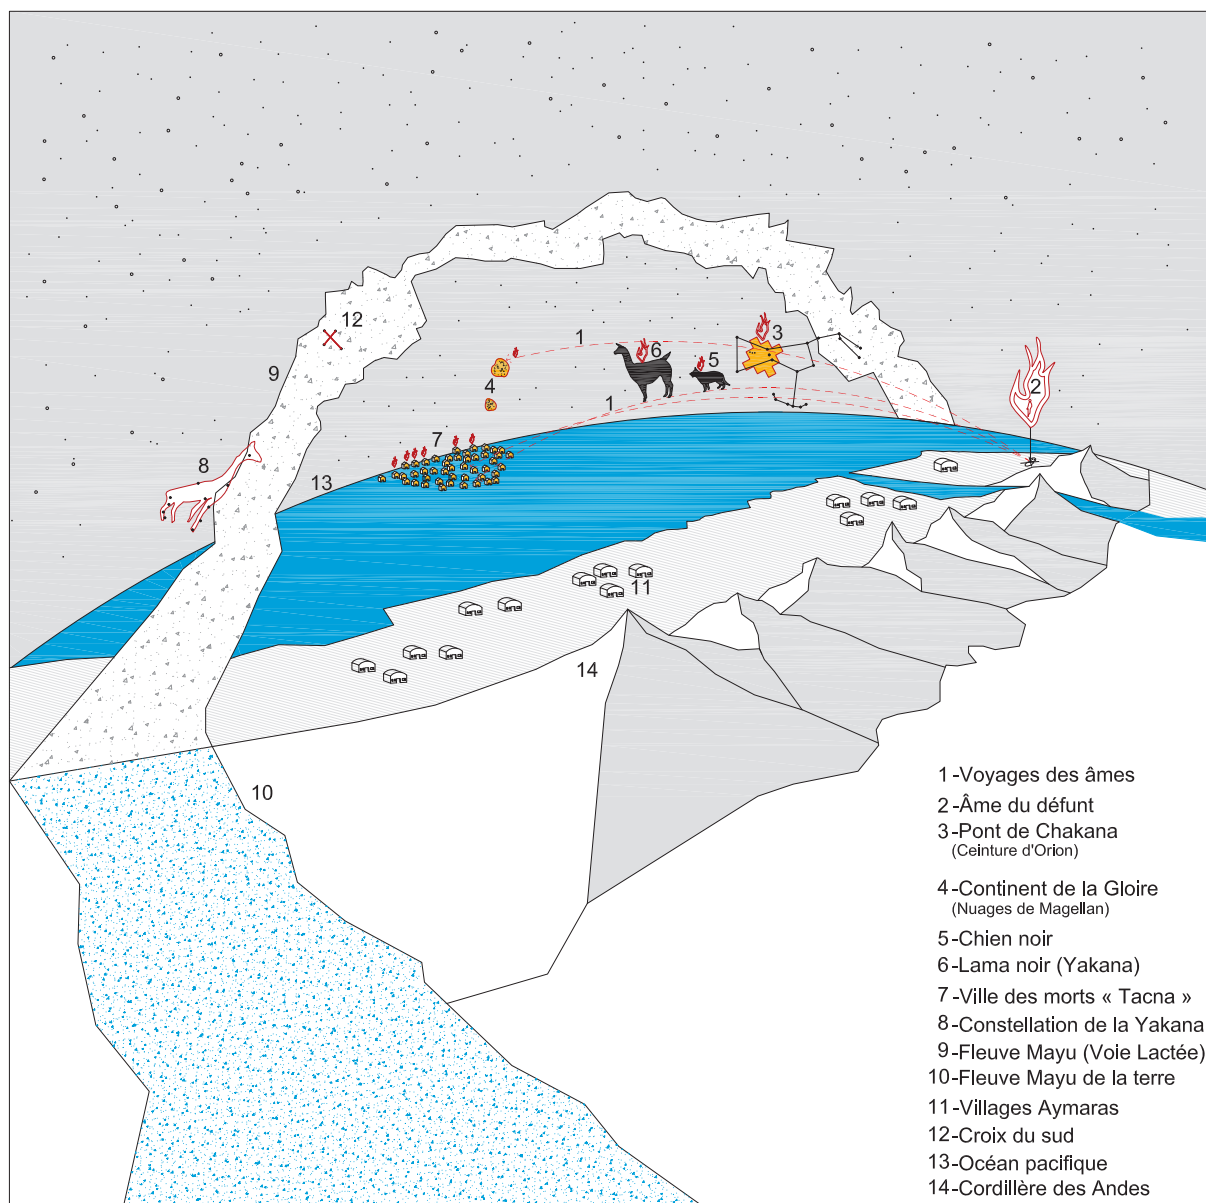 12
1
3
6
5
9
4
2
1
7
8
13
11
14
10
1-Voyages des âmes
2-Âme du défunt
3-Pont de Chakana
(Ceinture d'Orion)
4-Continent de la Gloire
(Nuages de Magellan)
5-Chien noir
6-Lama noir (Yakana)
7-Ville des morts « Tacna »
8-Constellation de la Yakana
9-Fleuve Mayu (Voie Lactée)
10-Fleuve Mayu de la terre
11-Villages Aymaras
12-Croix du sud
13-Océan pacifique
14-Cordillère des Andes